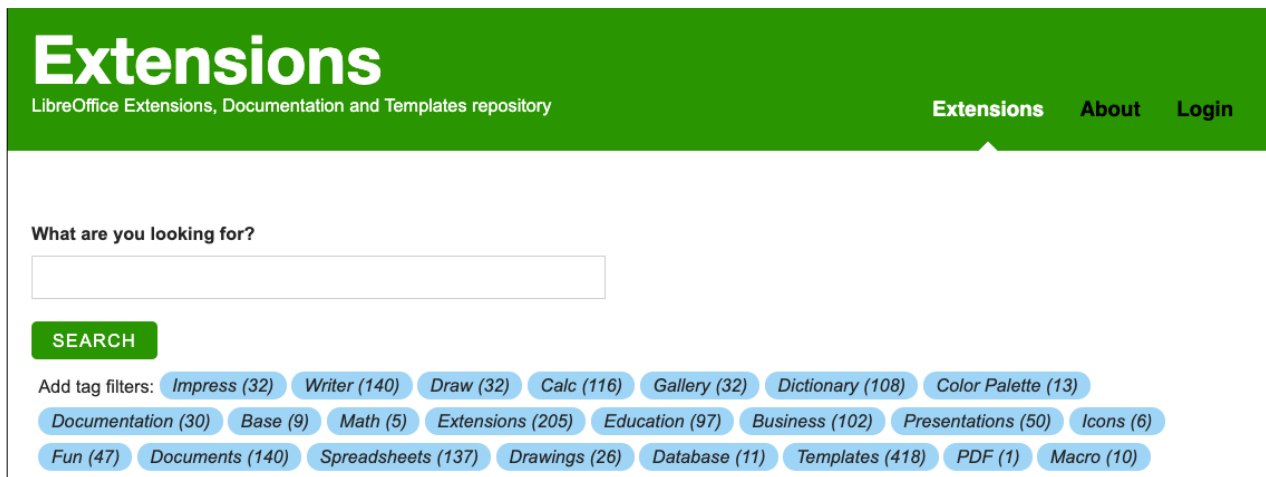 Extensions
LibreOffice Extensions, Documentation and Templates repository
Extensions About Login
What are you looking for?
SEARCH
Add tag filters: Impress (32) Writer (140) Draw (32) Calc (116) Gallery (32) Dictionary (108) Color Palette (13)
Documentation (30) Base (9) Math (5) Extensions (205) Education (97) Business (102) Presentations (50) Icons (6)
Fun (47) Documents (140) Spreadsheets (137) Drawings (26) Database (11) Templates (418) PDF (1) Macro (10)